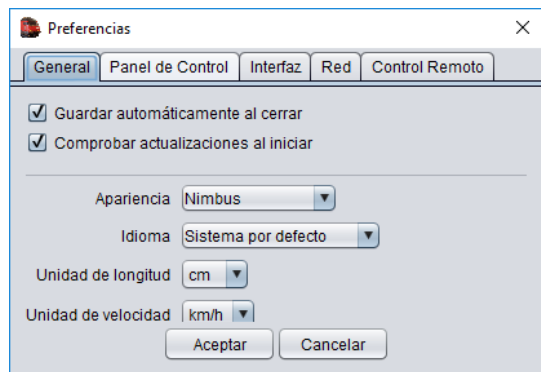 Preferencias
General Panel de Control Interfaz Red Control Remoto
Guardar automáticamente al cerrar
Comprobar actualizaciones al iniciar
Apariencia Nimbus
Idioma Sistema por defecto
Unidad de longitud cm
Unidad de velocidad km/h
Aceptar Cancelar